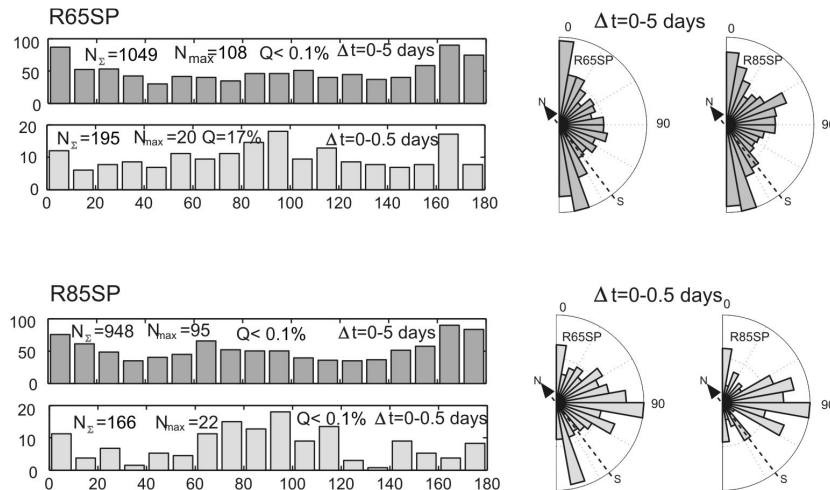 R65SP
N_Σ=1049 N_max=108 Q< 0.1% Δt=0-5 days
100
50
0
N_Σ=195 N_max=20 Q=17% Δt=0-0.5 days
20
10
0
0 20 40 60 80 100 120 140 160 180
Δt=0-5 days
0
R65SP
N
90
S
R85SP
N
90
S
R85SP
N_Σ=948 N_max=95 Q< 0.1% Δt=0-5 days
100
50
0
N_Σ=166 N_max=22 Q< 0.1% Δt=0-0.5 days
20
10
0
0 20 40 60 80 100 120 140 160 180
Δt=0-0.5 days
0
R65SP
N
90
S
0
R85SP
N
90
S